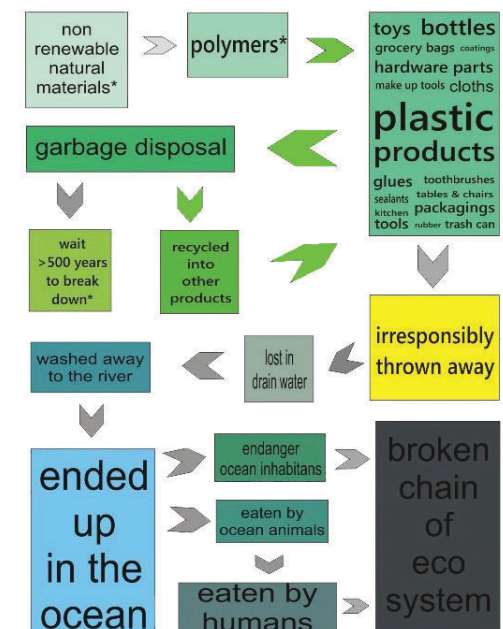 non
renewable
natural
materials*
polymers*
toys bottles
grocery bags coatings
hardware parts
make up tools cloths
plastic
products
glues toothbrushes
sealants tables & chairs
kitchen packagings
tools rubber trash can
garbage disposal
wait
>500 years
to break
down*
recycled
into
other
products
irresponsibly
thrown away
lost in
drain water
washed away
to the river
ended
up
in the
ocean
endanger
ocean inhabitans
eaten by
ocean animals
eaten by
humans
broken
chain
of
eco
system